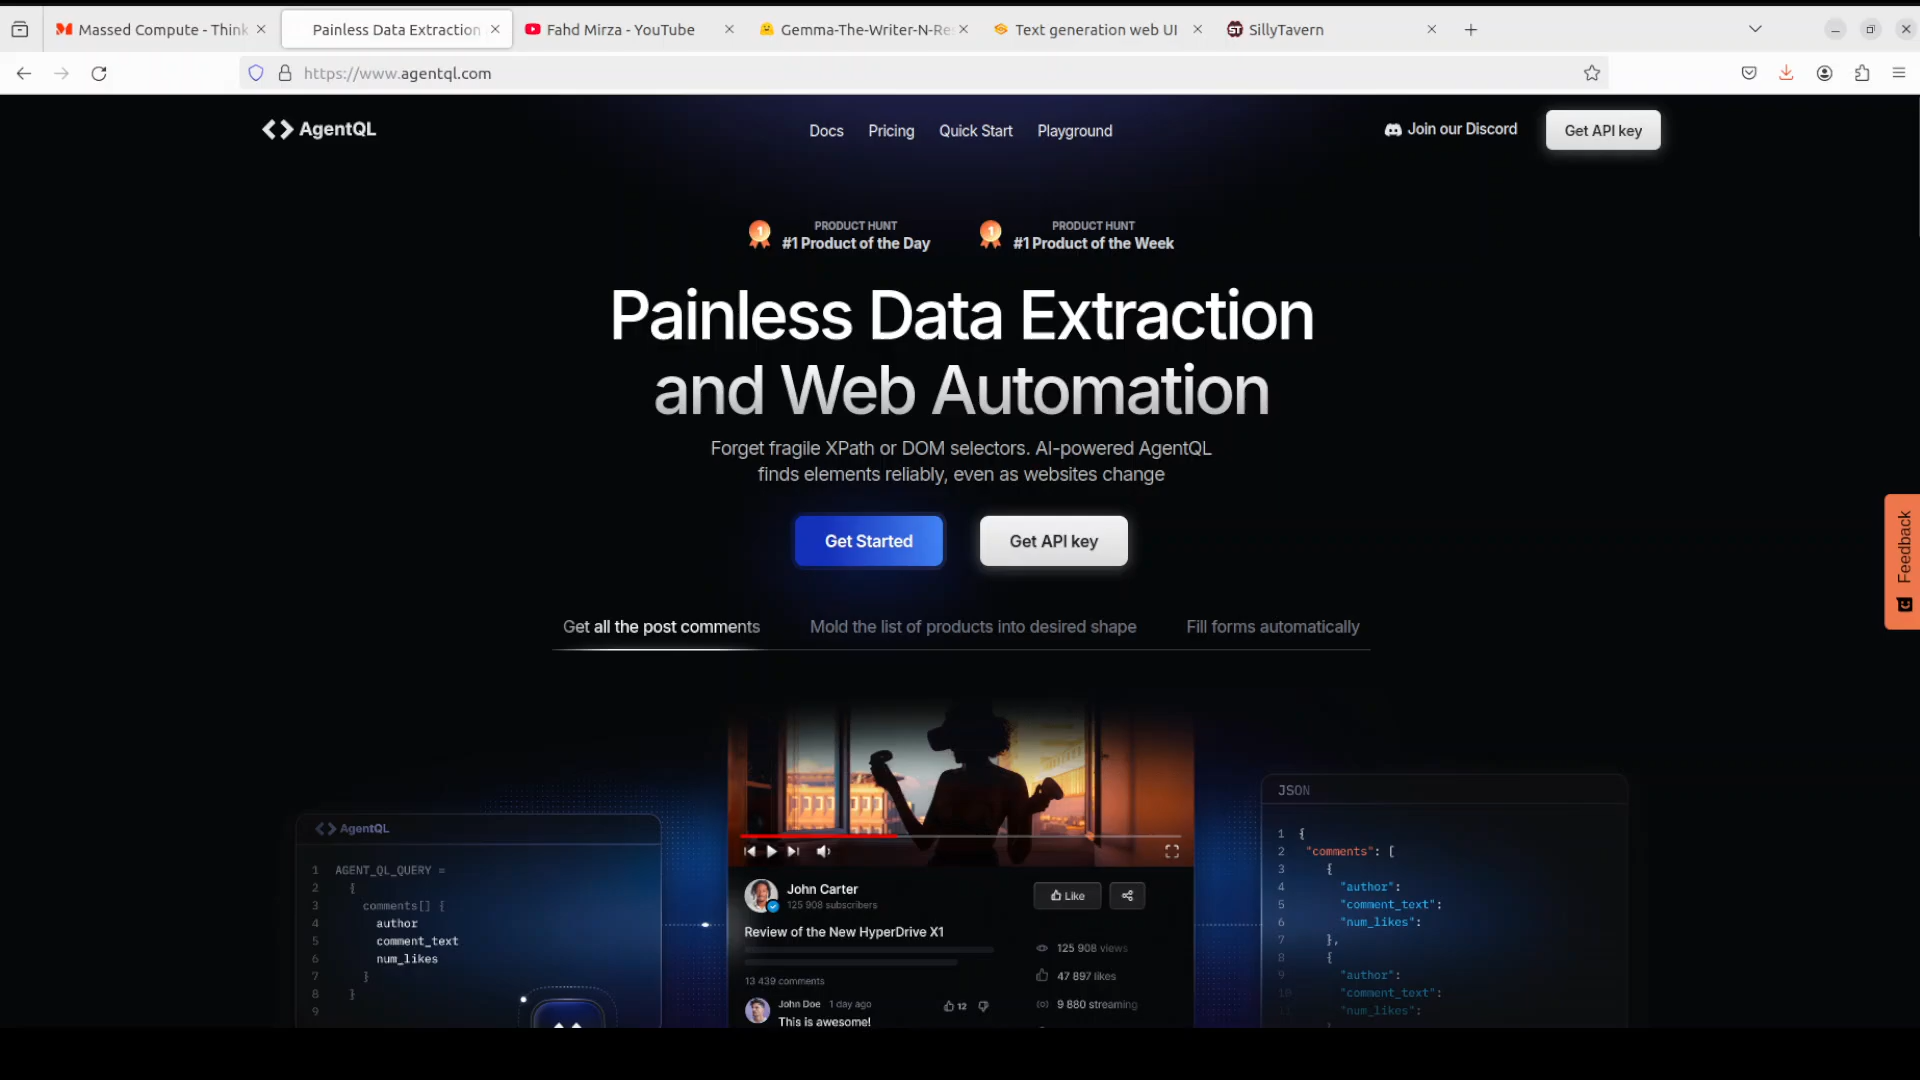 Massed Compute - Think
Painless Data Extraction
Fahd Mirza - YouTube
Gemma-The-Writer-N-Re
Text generation web UI
SillyTavern
https://www.agentql.com
AgentQL
Docs
Pricing
Quick Start
Playground
Join our Discord
Get API key
PRODUCT HUNT
#1 Product of the Day
PRODUCT HUNT
#1 Product of the Week
Painless Data Extraction
and Web Automation
Forget fragile XPath or DOM selectors. AI-powered AgentQL
finds elements reliably, even as websites change
Get Started
Get API key
Feedback
Get all the post comments
Mold the list of products into desired shape
Fill forms automatically
AgentQL
1 AGENT_QL_QUERY =
2 {
3 comments[] {
4 author
5 comment_text
6 num_likes
7 }
8 }
9
John Carter
125 908 subscribers
Like
Review of the New HyperDrive X1
125 908 views
47 897 likes
9 880 streaming
13 439 comments
John Doe 1 day ago
12
This is awesome!
JSON
1 {
2 "comments": [
3 {
4 "author":
5 "comment_text":
6 "num_likes":
7 },
8 {
9 "author":
10 "comment_text":
11 "num_likes":